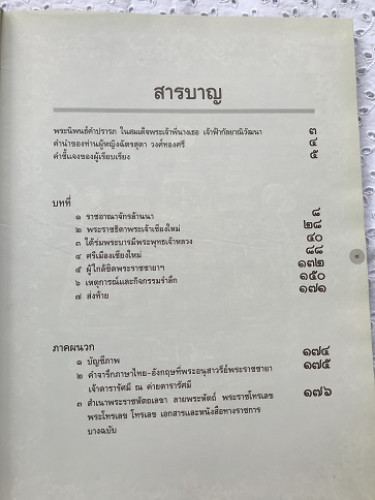 สารบาญ
พระนิพนธ์คำปรารภ ในสมเด็จพระเจ้าพี่นางเธอ เจ้าฟ้ากัลยาณิวัฒนา ๓
คำนำของท่านผู้หญิงฉัตรสุดา วงศ์ทองศรี ๔
คำชี้แจงของผู้เรียบเรียง ๕
บทที่
๑ ราชอาณาจักรล้านนา ๙
๒ พระราชธิดาพระเจ้าเชียงใหม่ ๒๙
๓ ใต้ร่มพระบารมีพระพุทธเจ้าหลวง ๔๐
๔ ศรีเมืองเชียงใหม่ ๙๙
๕ ผู้ใกล้ชิดพระราชชายาฯ ๑๓๒
๖ เหตุการณ์และกิจกรรมรำลึก ๑๕๐
๗ ส่งท้าย ๑๗๑
ภาคผนวก
๑ บัญชีภาพ ๑๗๔
๒ คำจารึกภาษาไทย-อังกฤษที่พระอนุสาวรีย์พระราชชายา ๑๗๕
เจ้าดารารัศมี ณ ค่ายดารารัศมี
๓ สำเนาพระราชหัตถเลขา ลายพระหัตถ์ พระราชโทรเลข ๑๗๖
พระโทรเลข โทรเลข เอกสารและหนังสือทางราชการ
บางฉบับ